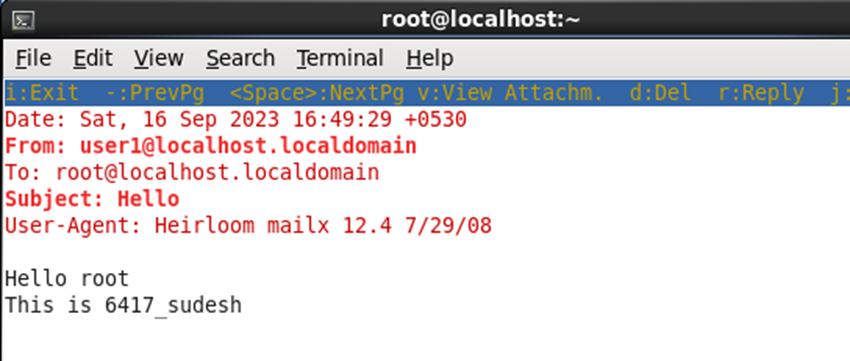 root@localhost:~
File Edit View Search Terminal Help
i:Exit -:PrevPg <Space>:NextPg v:View Attachm. d:Del r:Reply j:
Date: Sat, 16 Sep 2023 16:49:29 +0530
From: user1@localhost.localdomain
To: root@localhost.localdomain
Subject: Hello
User-Agent: Heirloom mailx 12.4 7/29/08
Hello root
This is 6417_sudesh